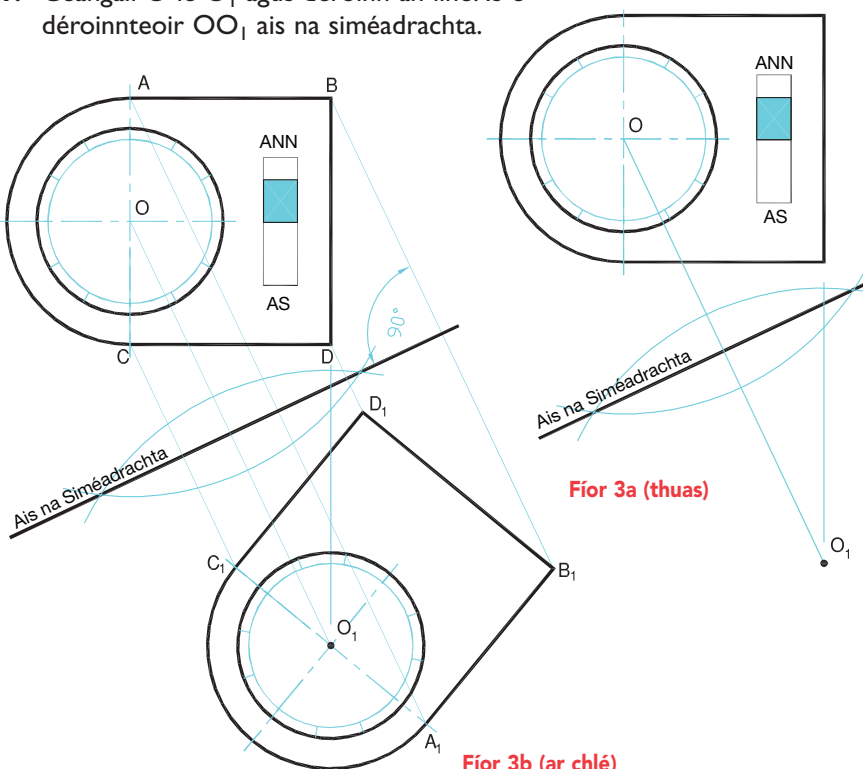 déroinnteoir OO₁ ais na siméadrachta.
A
B
ANN
O
AS
C
D
90°
Ais na Siméadrachta
D₁
C₁
B₁
O₁
A₁
Fíor 3b (ar chlé)
ANN
O
AS
Ais na Siméadrachta
Fíor 3a (thuas)
O₁